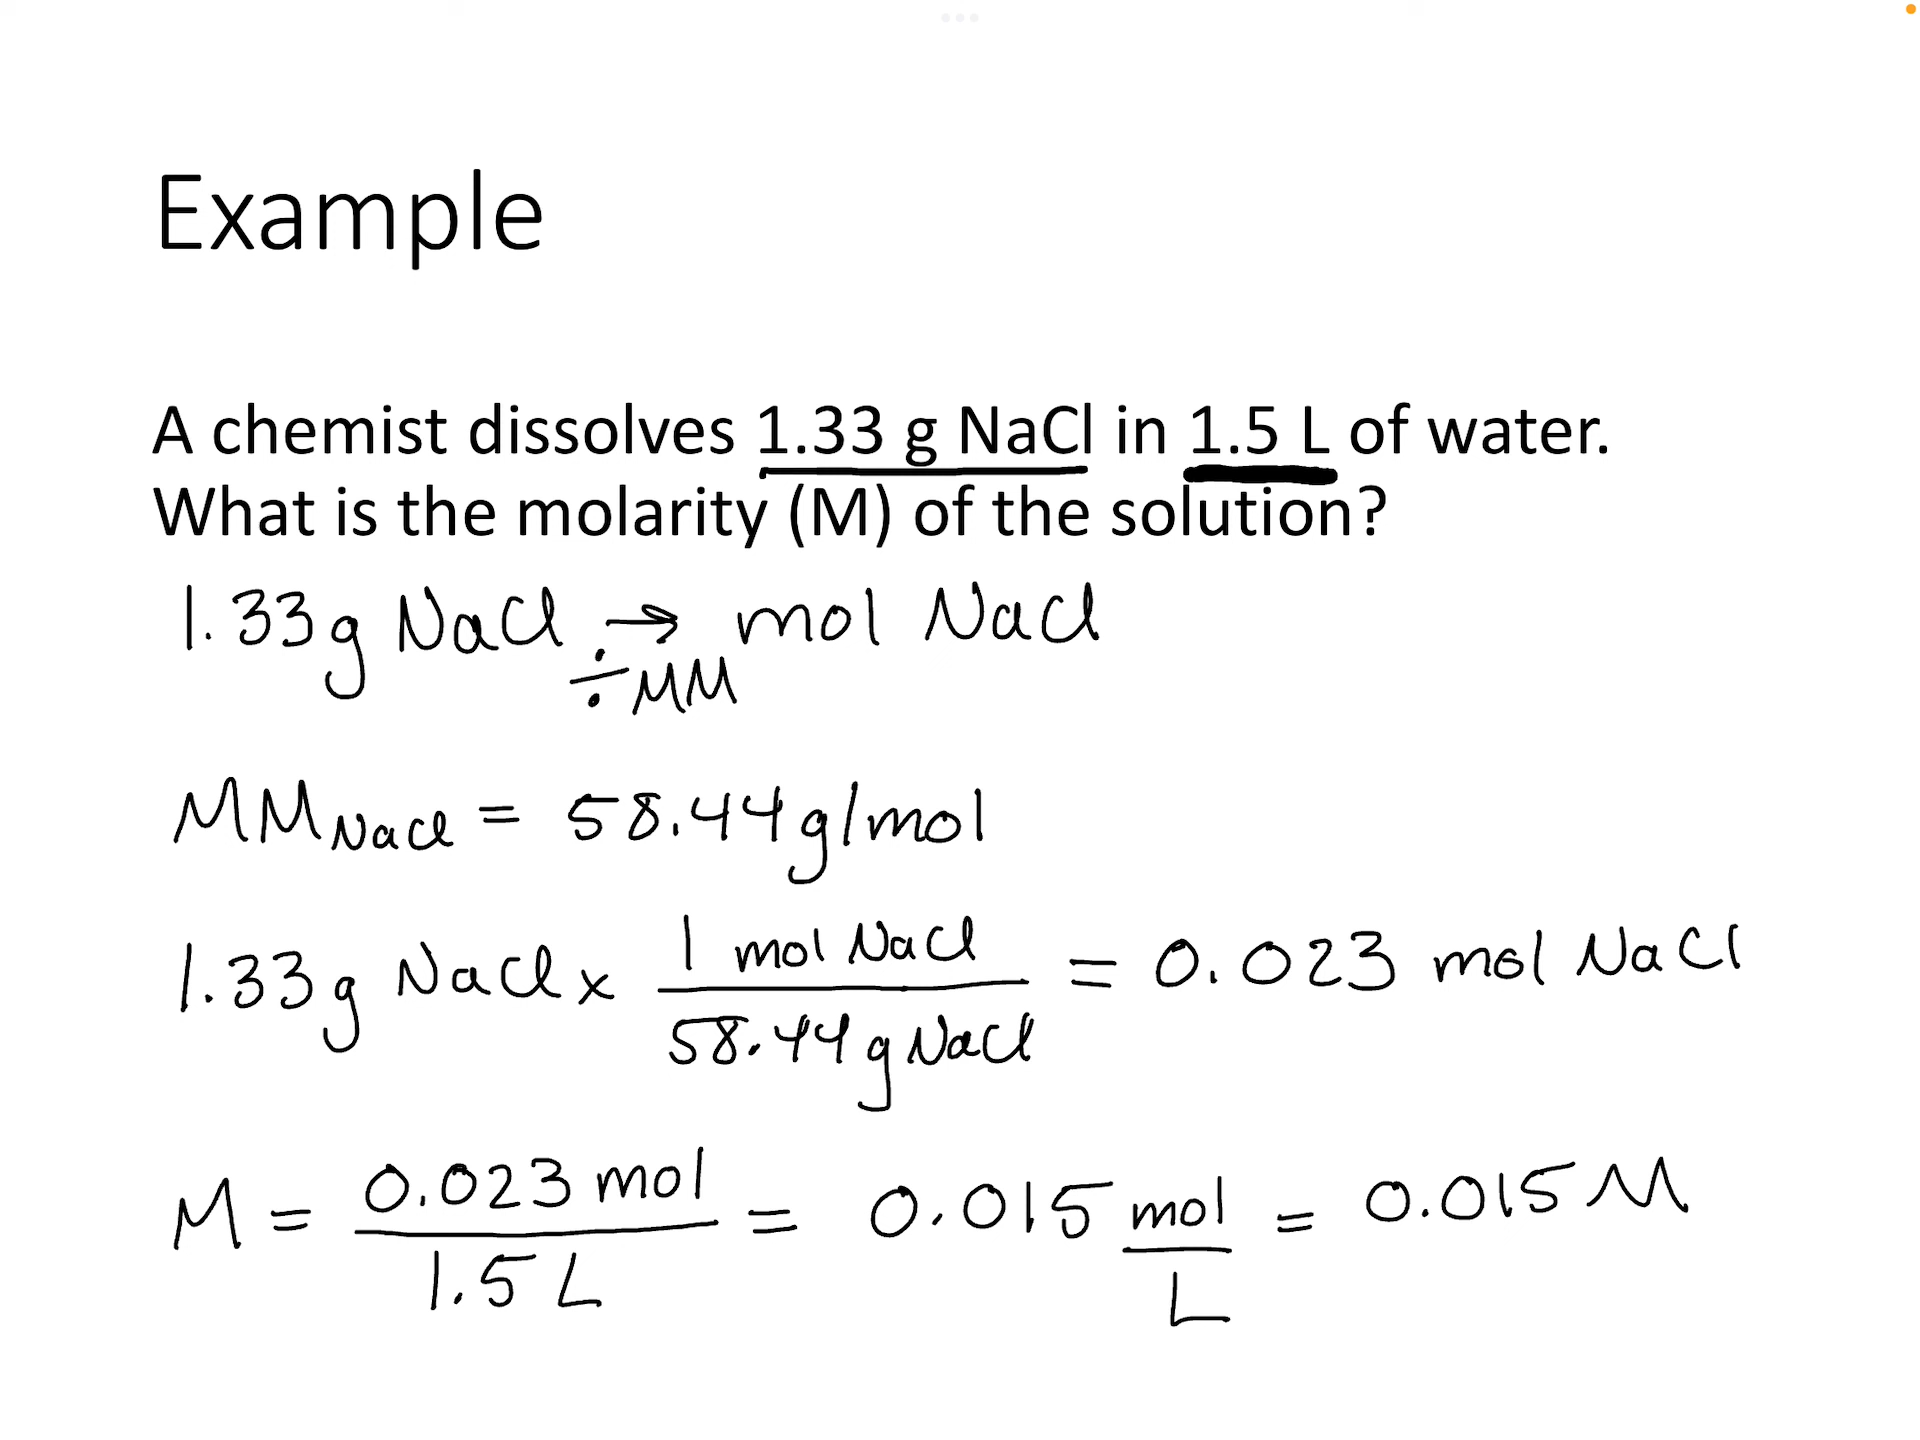 Example
A chemist dissolves 1.33 g NaCl in 1.5 L of water.
What is the molarity (M) of the solution?
1.33g NaCl → mol NaCl
÷MM
MM NaCl = 58.44g/mol
1.33g NaCl x 1 mol NaCl / 58.44g NaCl = 0.023 mol NaCl
M = 0.023 mol / 1.5 L = 0.015 mol / L = 0.015 M